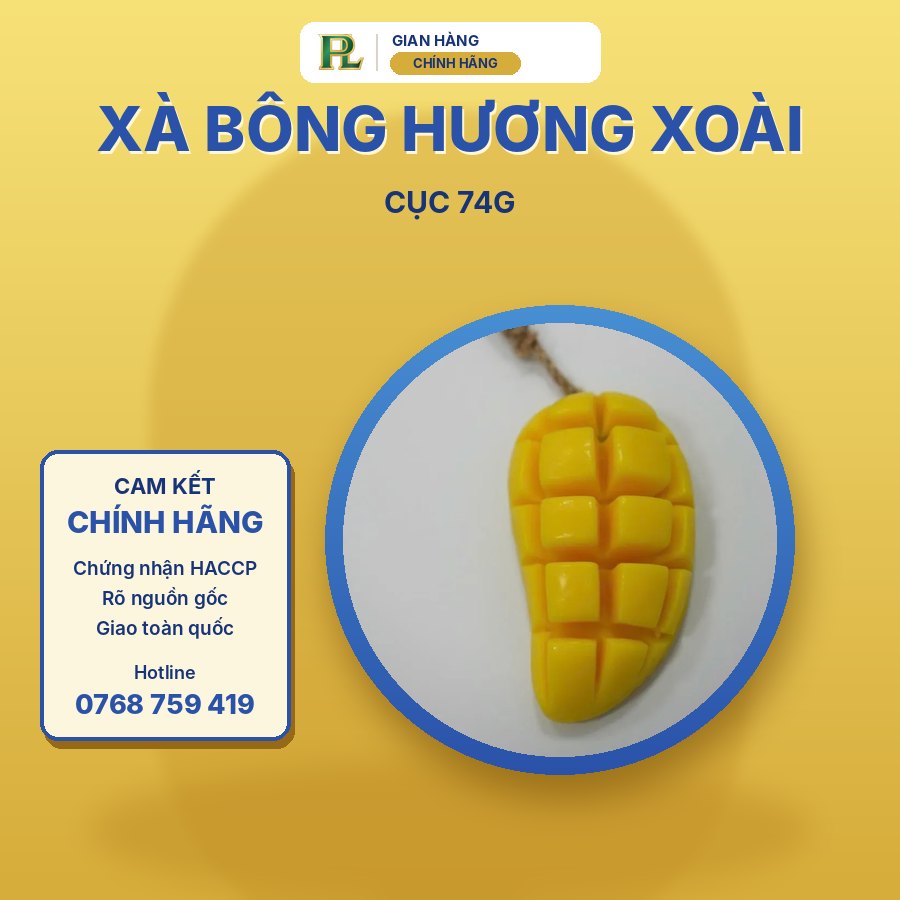 PL
GIAN HÀNG
CHÍNH HÃNG
XÀ BÔNG HƯƠNG XOÀI
CỤC 74G
CAM KẾT
CHÍNH HÃNG
Chứng nhận HACCP
Rõ nguồn gốc
Giao toàn quốc
Hotline
0768 759 419